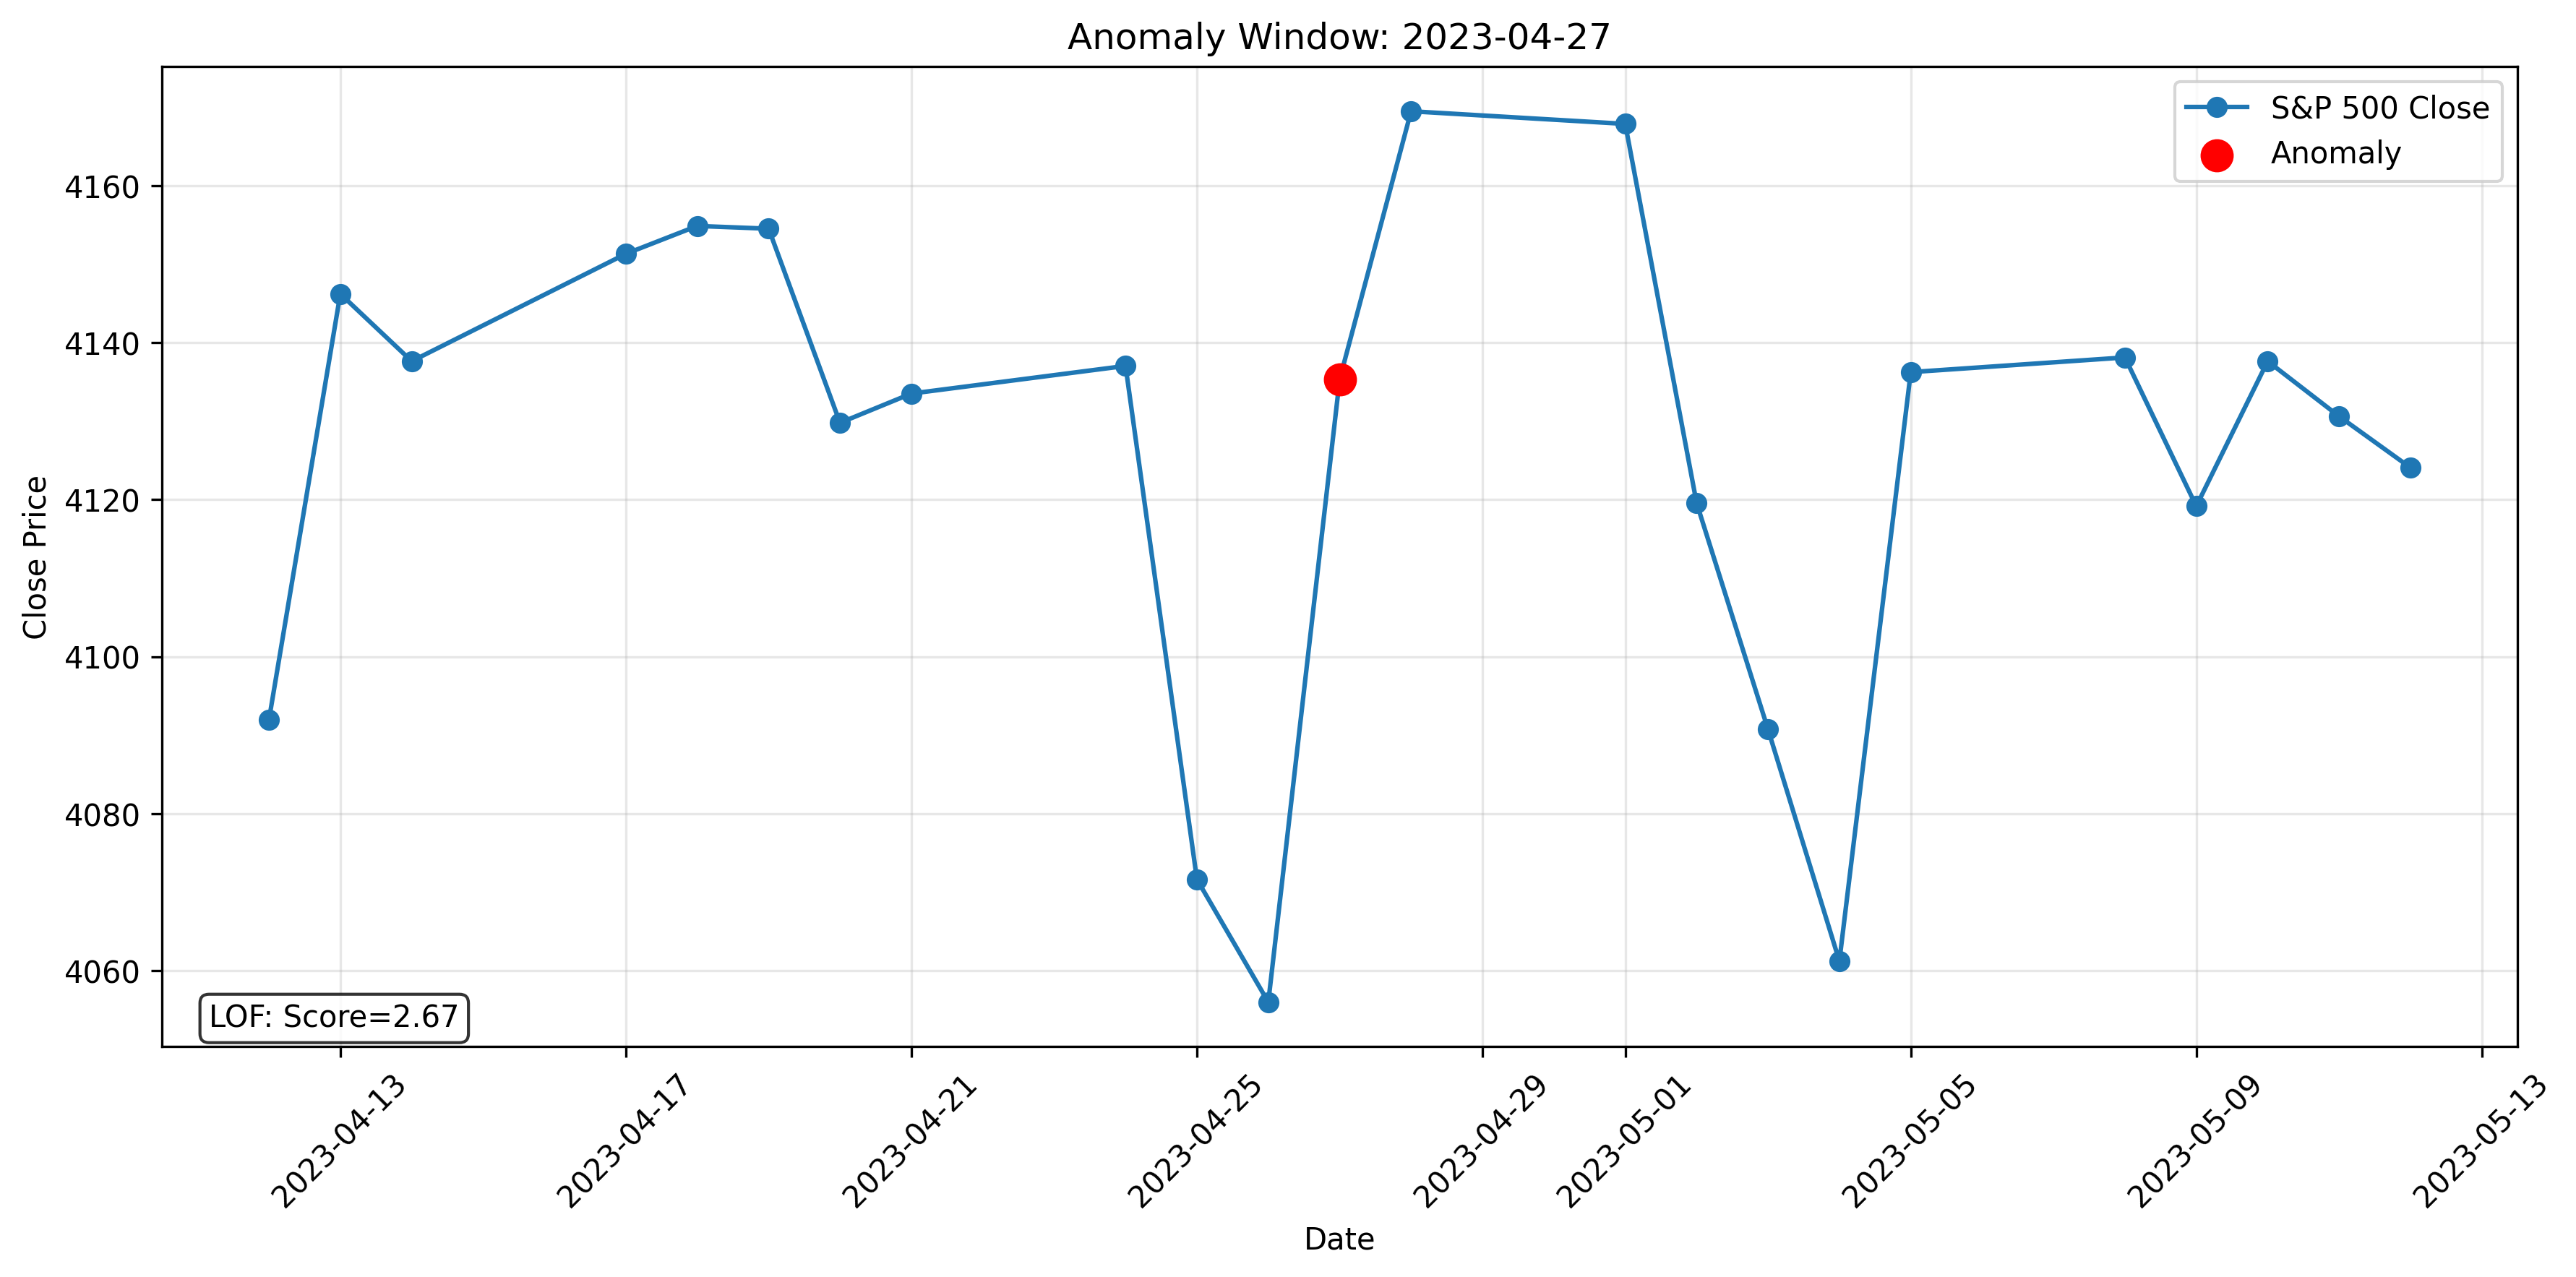 Anomaly Window: 2023-04-27
S&P 500 Close
Anomaly
Close Price
4160
4140
4120
4100
4080
4060
LOF: Score=2.67
2023-04-13
2023-04-17
2023-04-21
2023-04-25
2023-04-29
2023-05-01
2023-05-05
2023-05-09
2023-05-13
Date